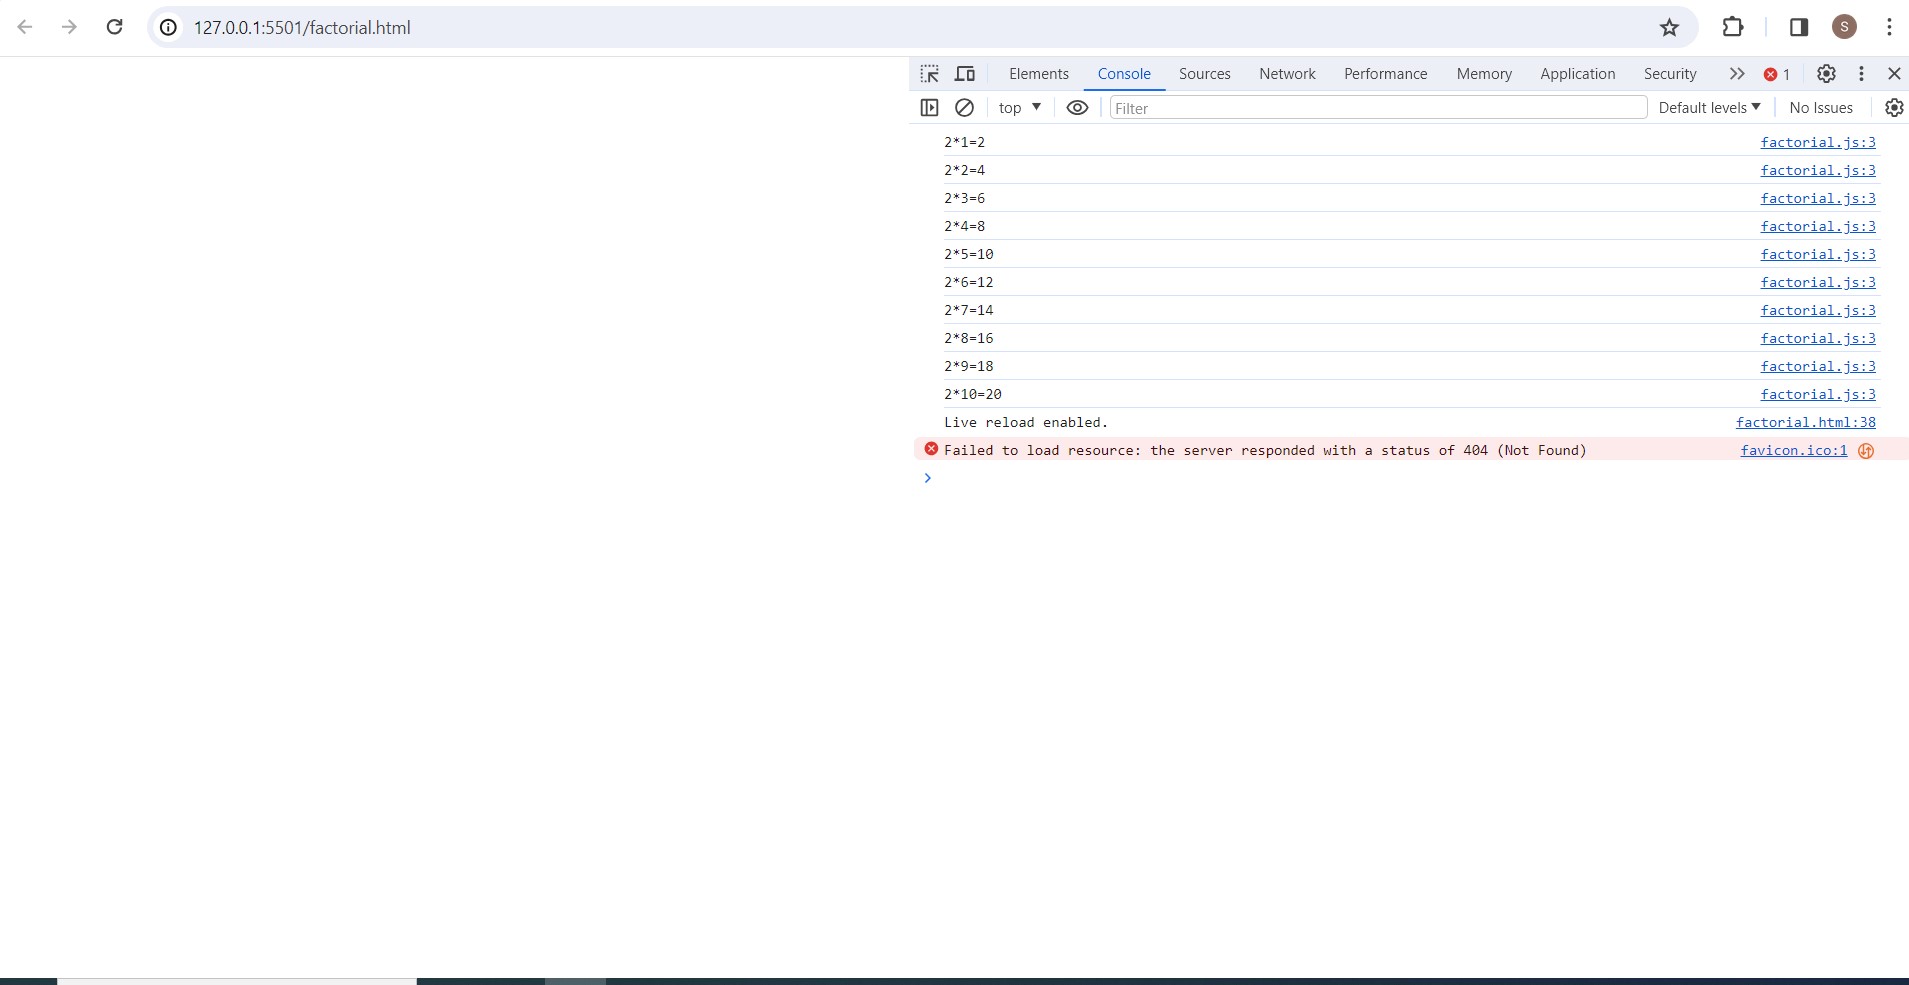 127.0.0.1:5501/factorial.html
S
Elements Console Sources Network Performance Memory Application Security 1
top Filter Default levels No Issues
2*1=2 factorial.js:3
2*2=4 factorial.js:3
2*3=6 factorial.js:3
2*4=8 factorial.js:3
2*5=10 factorial.js:3
2*6=12 factorial.js:3
2*7=14 factorial.js:3
2*8=16 factorial.js:3
2*9=18 factorial.js:3
2*10=20 factorial.js:3
Live reload enabled. factorial.html:38
Failed to load resource: the server responded with a status of 404 (Not Found) favicon.ico:1